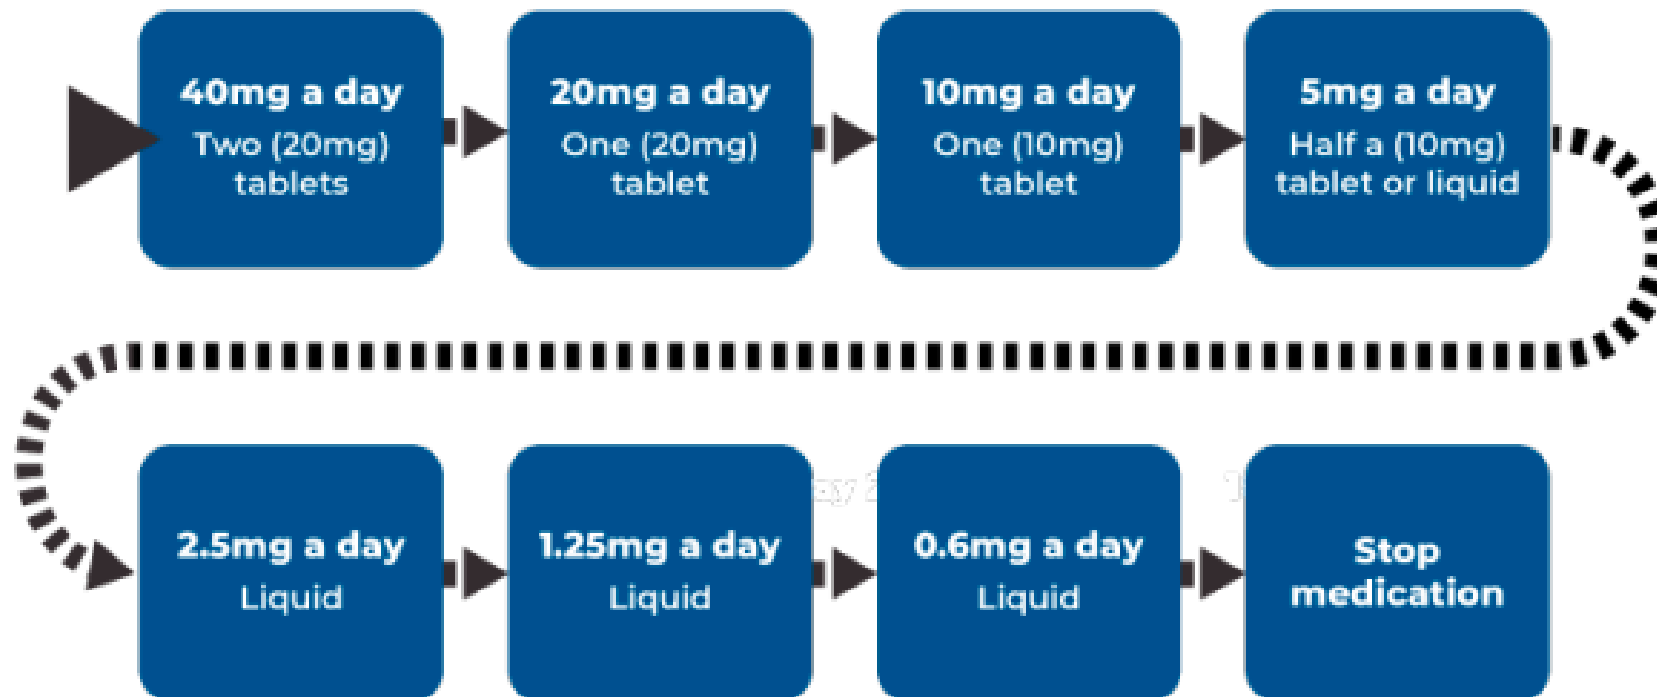 40mg a day
Two (20mg)
tablets
20mg a day
One (20mg)
tablet
10mg a day
One (10mg)
tablet
5mg a day
Half a (10mg)
tablet or liquid
2.5mg a day
Liquid
1.25mg a day
Liquid
0.6mg a day
Liquid
Stop
medication